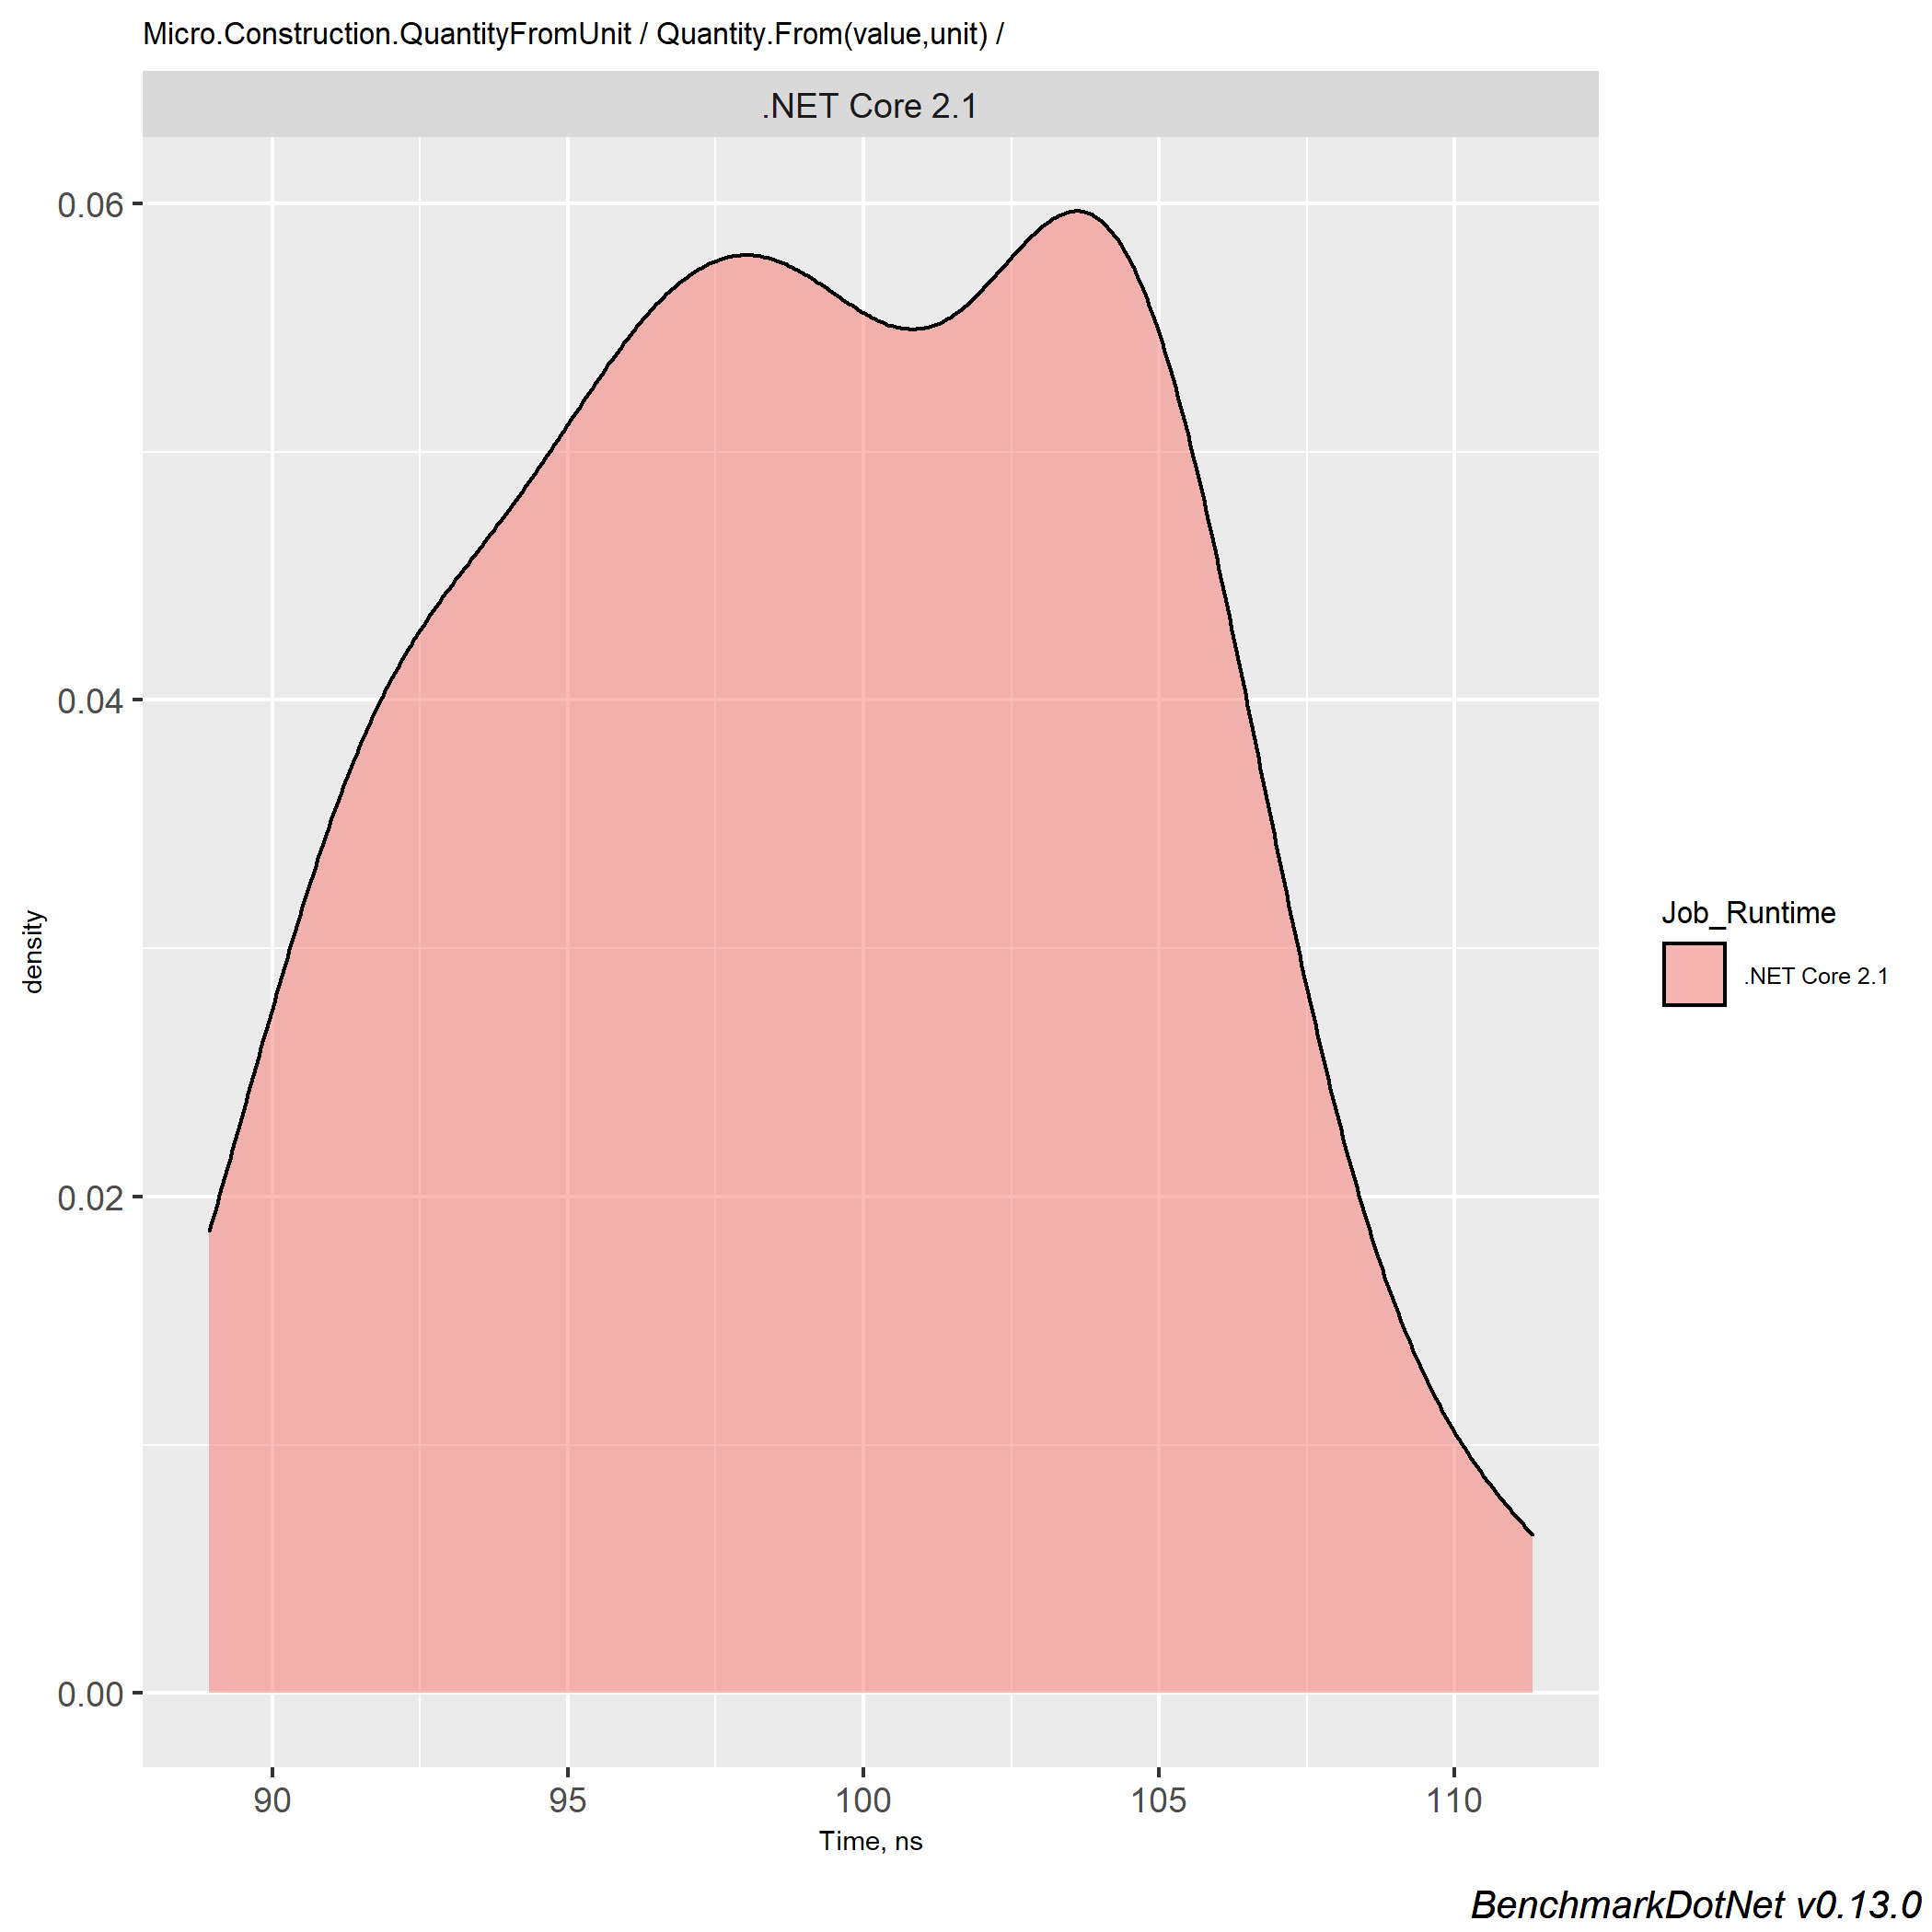 Micro.Construction.QuantityFromUnit / Quantity.From(value,unit) /
.NET Core 2.1
0.06
0.04
0.02
0.00
density
90 95 100 105 110
Time, ns
Job_Runtime
.NET Core 2.1
BenchmarkDotNet v0.13.0